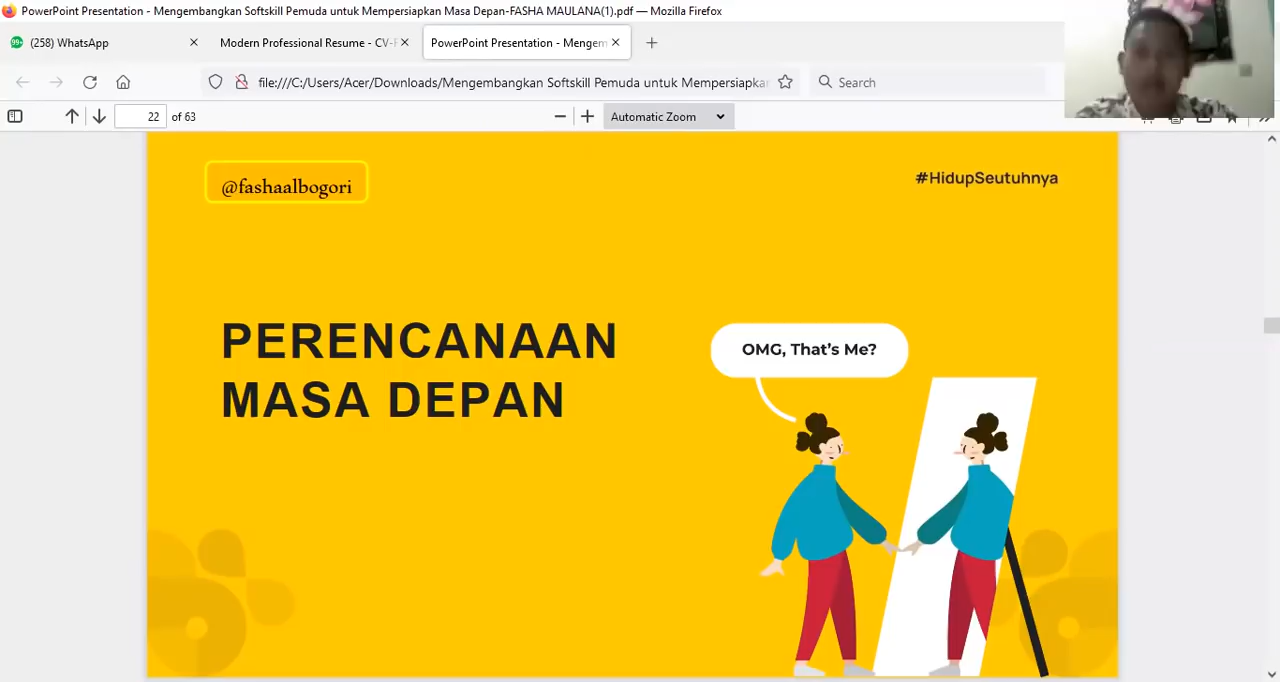 PowerPoint Presentation - Mengembangkan Softskill Pemuda untuk Mempersiapkan Masa Depan-FASHA MAULANA(1).pdf — Mozilla Firefox
99+ (258) WhatsApp
Modern Professional Resume - CV-F
PowerPoint Presentation - Mengem
file:///C:/Users/Acer/Downloads/Mengembangkan Softskill Pemuda untuk Mempersiapka
Search
22 of 63
Automatic Zoom
@fashaalbogori
#HidupSeutuhnya
PERENCANAAN
MASA DEPAN
OMG, That's Me?